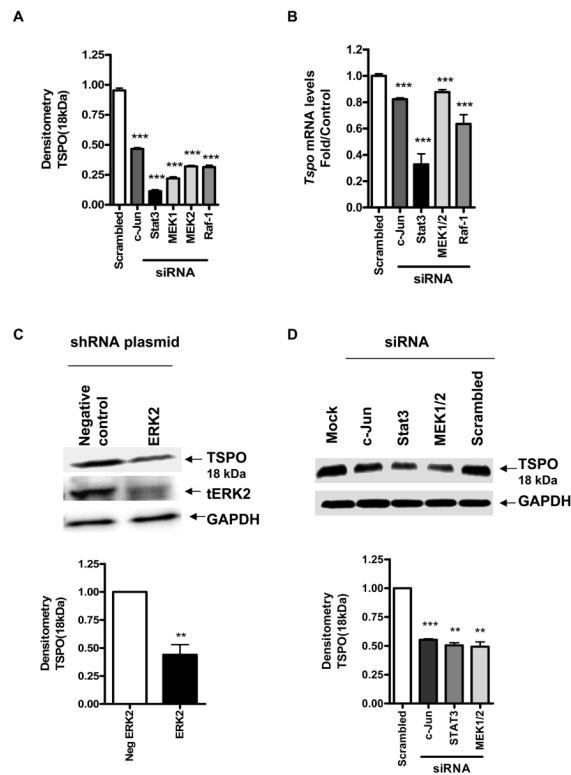 A
Densitometry
TSPO(18kDa)
1.25
1.00
0.75
0.50
0.25
0.00
***
***
***
***
***
Scrambled
c-Jun
Stat3
MEK1
MEK2
Raf-1
siRNA
B
Tspo mRNA levels
Fold/Control
1.2
1.0
0.8
0.6
0.4
0.2
0.0
***
***
***
***
Scrambled
c-Jun
Stat3
MEK1/2
Raf-1
siRNA
C
shRNA plasmid
Negative
control
ERK2
TSPO
18 kDa
tERK2
GAPDH
Densitometry
TSPO(18kDa)
1.25
1.00
0.75
0.50
0.25
0.00
**
Neg ERK2
ERK2
D
siRNA
Mock
c-Jun
Stat3
MEK1/2
Scrambled
TSPO
18 kDa
GAPDH
Densitometry
TSPO(18kDa)
1.25
1.00
0.75
0.50
0.25
0.00
***
**
**
Scrambled
c-Jun
STAT3
MEK1/2
siRNA